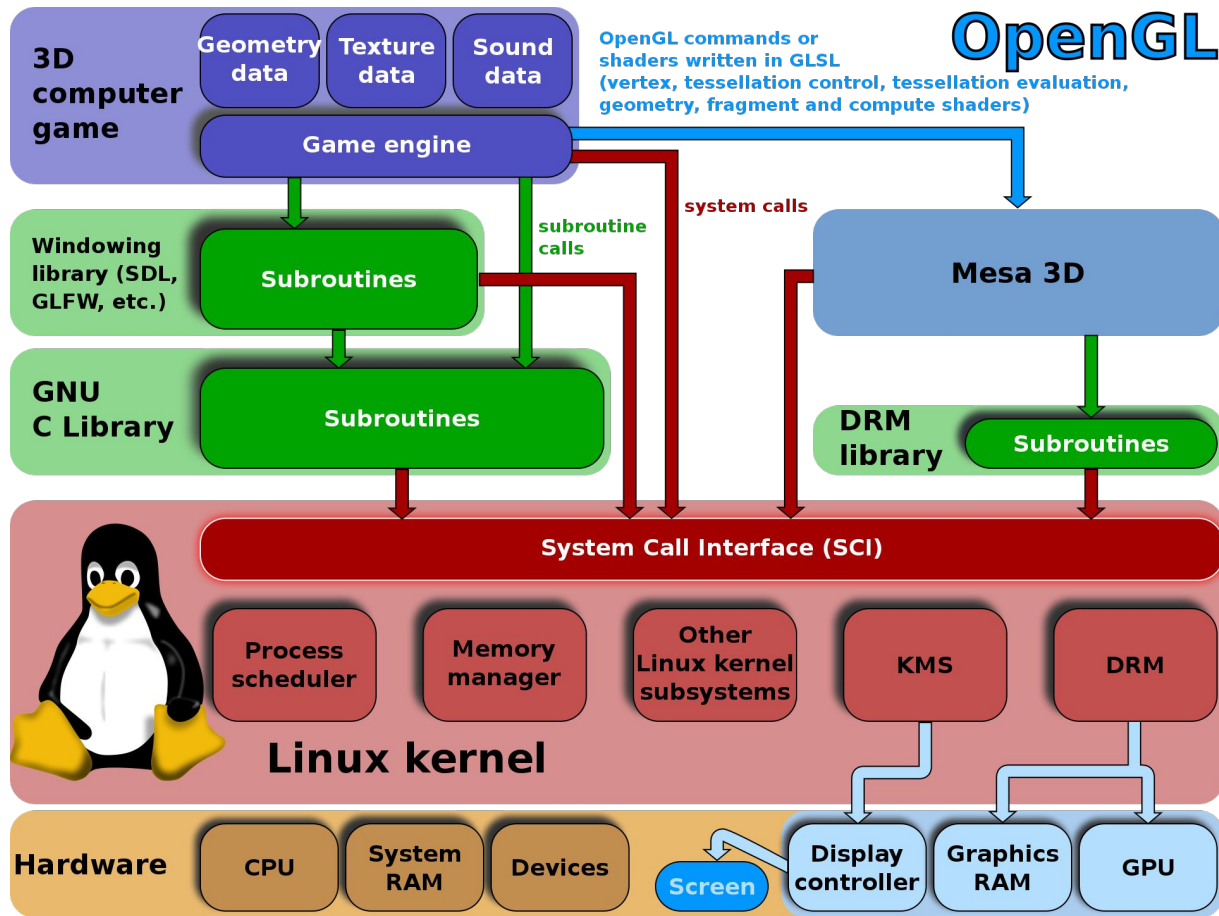 3D
computer
game
Geometry
data
Texture
data
Sound
data
Game engine
OpenGL commands or
shaders written in GLSL
(vertex, tessellation control, tessellation evaluation,
geometry, fragment and compute shaders)
OpenGL
system calls
subroutine
calls
Windowing
library (SDL,
GLFW, etc.)
Subroutines
Mesa 3D
GNU
C Library
Subroutines
DRM
library
Subroutines
System Call Interface (SCI)
Process
scheduler
Memory
manager
Other
Linux kernel
subsystems
KMS
DRM
Linux kernel
Hardware
CPU
System
RAM
Devices
Screen
Display
controller
Graphics
RAM
GPU